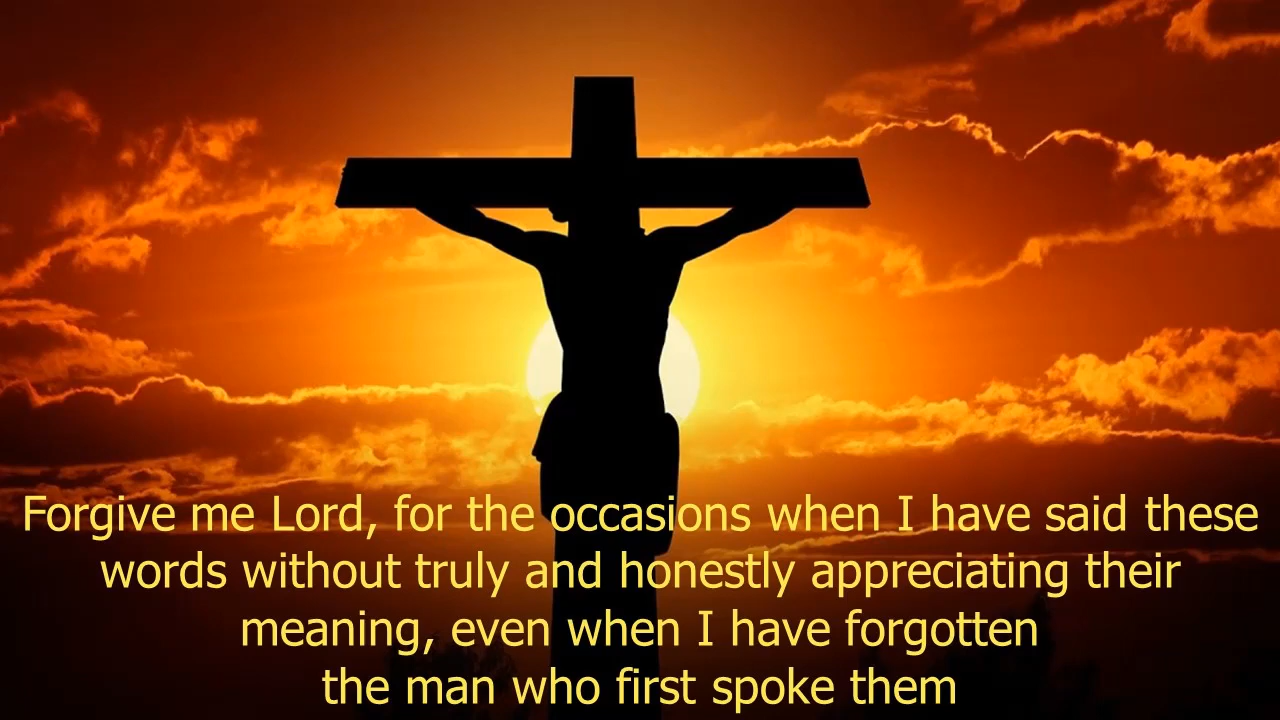 Forgive me Lord, for the occasions when I have said these
words without truly and honestly appreciating their
meaning, even when I have forgotten
the man who first spoke them